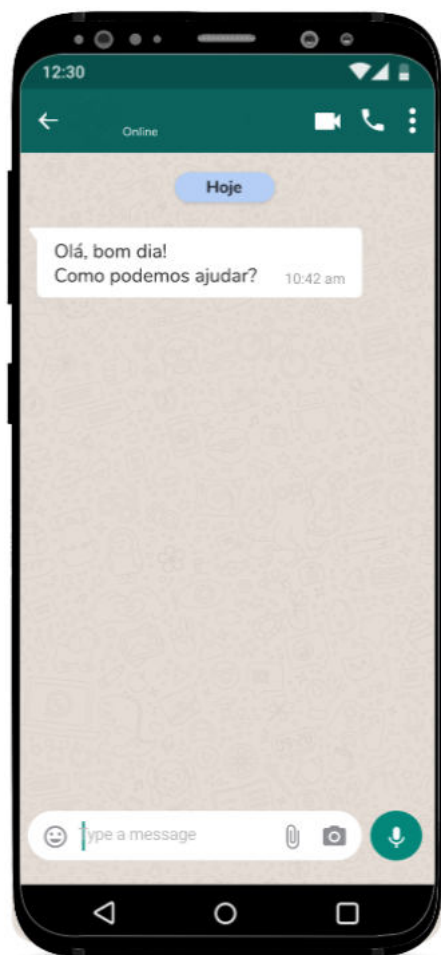 12:30
Online
Hoje
Olá, bom dia!
Como podemos ajudar? 10:42 am
Type a message